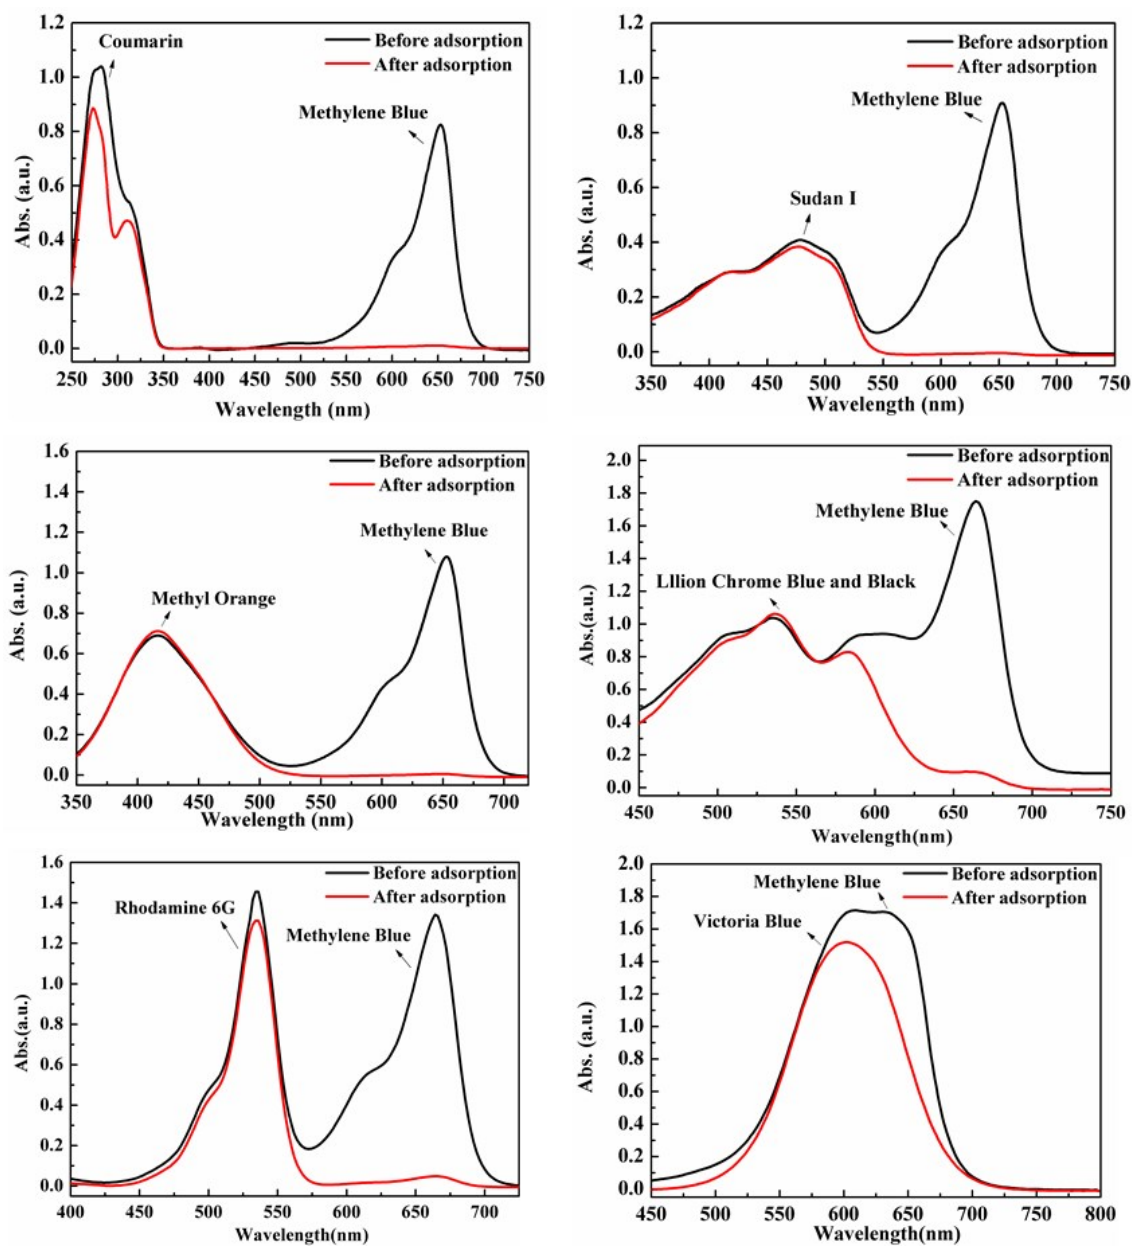 1.2
Coumarin
Before adsorption
After adsorption
1.0
Methylene Blue
0.8
0.6
0.4
0.2
0.0
Abs. (a.u.)
250 300 350 400 450 500 550 600 650 700 750
Wavelength (nm)
1.2
Before adsorption
After adsorption
1.0
Methylene Blue
0.8
0.6
Sudan I
0.4
0.2
0.0
Abs. (a.u.)
350 400 450 500 550 600 650 700 750
Wavelength (nm)
1.6
Before adsorption
After adsorption
1.4
1.2
Methylene Blue
1.0
Methyl Orange
0.8
0.6
0.4
0.2
0.0
Abs. (a.u.)
350 400 450 500 550 600 650 700
Wavelength (nm)
2.0
Before adsorption
After adsorption
1.8
Methylene Blue
1.6
1.4
Lllion Chrome Blue and Black
1.2
1.0
0.8
0.6
0.4
0.2
0.0
Abs.(a.u.)
450 500 550 600 650 700 750
Wavelength(nm)
1.6
Before adsorption
After adsorption
Rhodamine 6G
1.4
Methylene Blue
1.2
1.0
0.8
0.6
0.4
0.2
0.0
Abs.(a.u.)
400 450 500 550 600 650 700
Wavelength(nm)
2.0
Before adsorption
Methylene Blue
After adsorption
1.8
Victoria Blue
1.6
1.4
1.2
1.0
0.8
0.6
0.4
0.2
0.0
Abs. (a.u.)
450 500 550 600 650 700 750 800
Wavelength(nm)